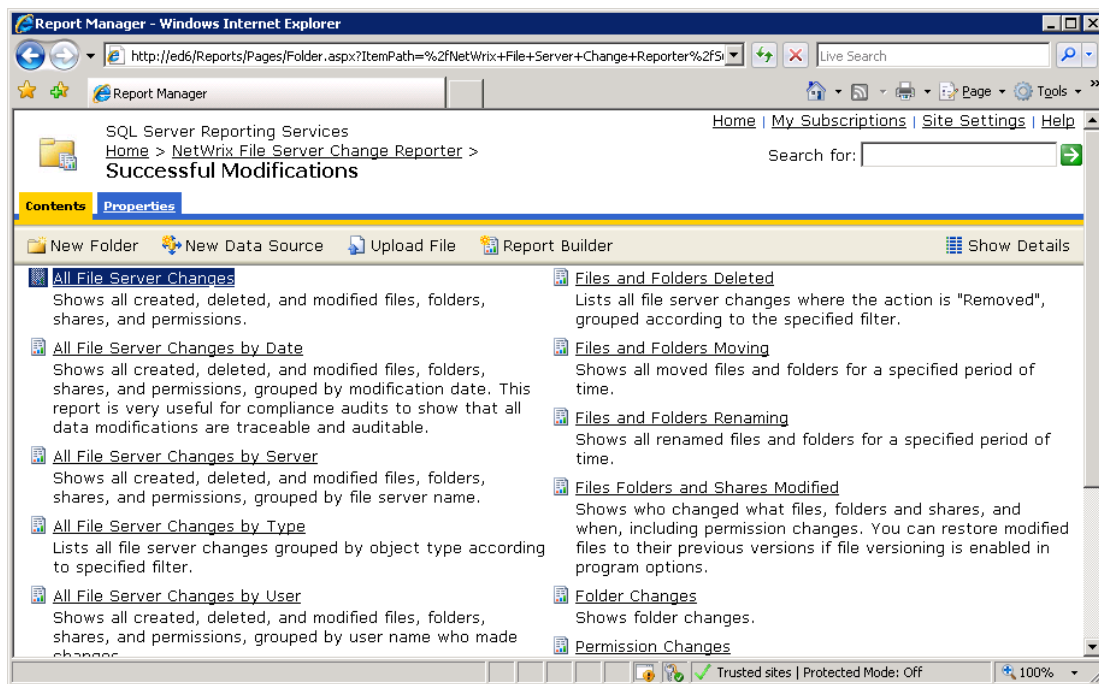 Report Manager - Windows Internet Explorer
http://ed6/Reports/Pages/Folder.aspx?ItemPath=%2fNetWrix+File+Server+Change+Reporter%2fS
Live Search
Report Manager
Page
Tools
»
Home | My Subscriptions | Site Settings | Help
SQL Server Reporting Services
Home > NetWrix File Server Change Reporter >
Successful Modifications
Search for:
Contents
Properties
New Folder
New Data Source
Upload File
Report Builder
Show Details
All File Server Changes
Shows all created, deleted, and modified files, folders,
shares, and permissions.
All File Server Changes by Date
Shows all created, deleted, and modified files, folders,
shares, and permissions, grouped by modification date. This
report is very useful for compliance audits to show that all
data modifications are traceable and auditable.
All File Server Changes by Server
Shows all created, deleted, and modified files, folders,
shares, and permissions, grouped by file server name.
All File Server Changes by Type
Lists all file server changes grouped by object type according
to specified filter.
All File Server Changes by User
Shows all created, deleted, and modified files, folders,
shares, and permissions, grouped by user name who made
changes
Files and Folders Deleted
Lists all file server changes where the action is "Removed",
grouped according to the specified filter.
Files and Folders Moving
Shows all moved files and folders for a specified period of
time.
Files and Folders Renaming
Shows all renamed files and folders for a specified period of
time.
Files Folders and Shares Modified
Shows who changed what files, folders and shares, and
when, including permission changes. You can restore modified
files to their previous versions if file versioning is enabled in
program options.
Folder Changes
Shows folder changes.
Permission Changes
Trusted sites | Protected Mode: Off
100%